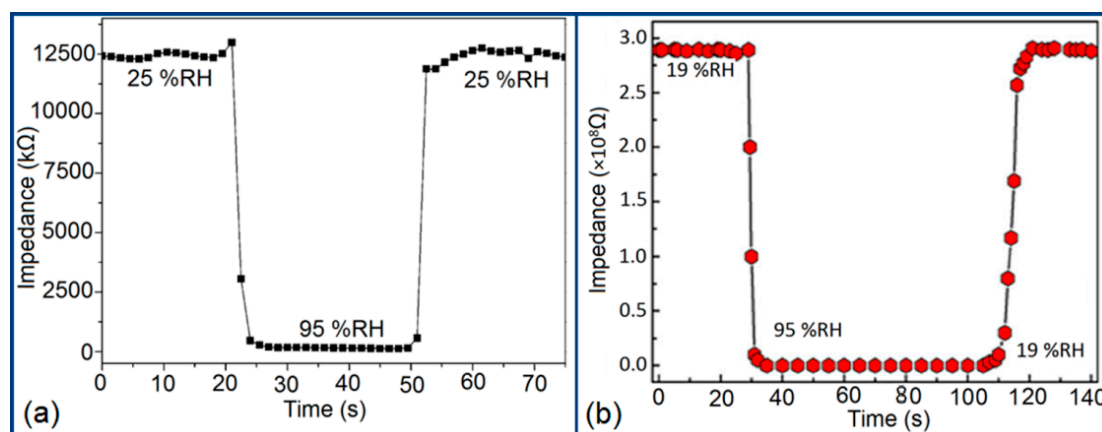 12500
10000
7500
5000
2500
0
Impedance (kΩ)
25 %RH
25 %RH
95 %RH
0 10 20 30 40 50 60 70
Time (s)
(a)
3.0
2.5
2.0
1.5
1.0
0.5
0.0
Impedance (×10⁸Ω)
19 %RH
95 %RH
19 %RH
0 20 40 60 80 100 120 140
Time (s)
(b)